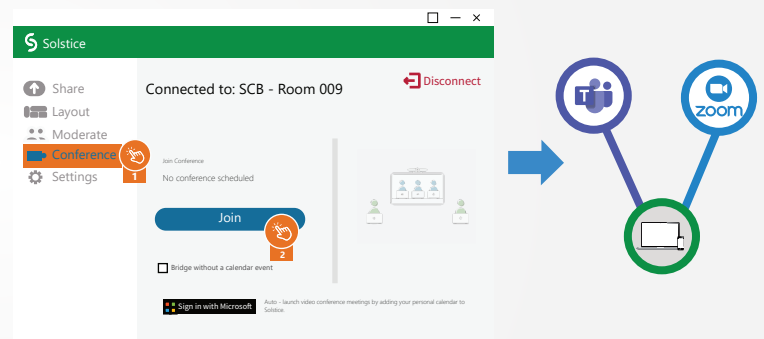 Solstice
Share
Layout
Moderate
Conference
Settings
1
Connected to: SCB - Room 009
Disconnect
Join Conference
No conference scheduled
Join
2
Bridge without a calendar event
Sign in with Microsoft
Auto - launch video conference meetings by adding your personal calendar to
Solstice
T
zoom